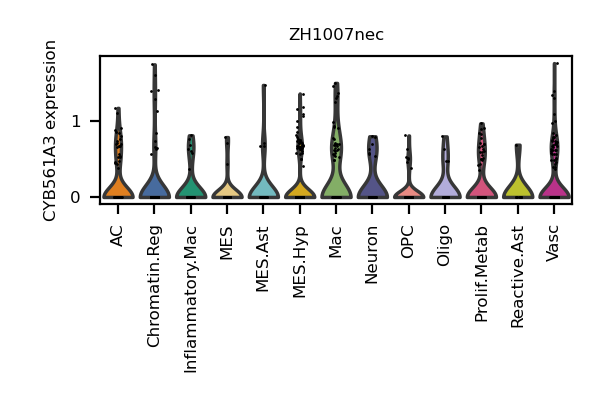 ZH1007nec
CYB561A3 expression
1
0
AC
Chromatin.Reg
Inflammatory.Mac
MES
MES.Ast
MES.Hyp
Mac
Neuron
OPC
Oligo
Prolif.Metab
Reactive.Ast
Vasc